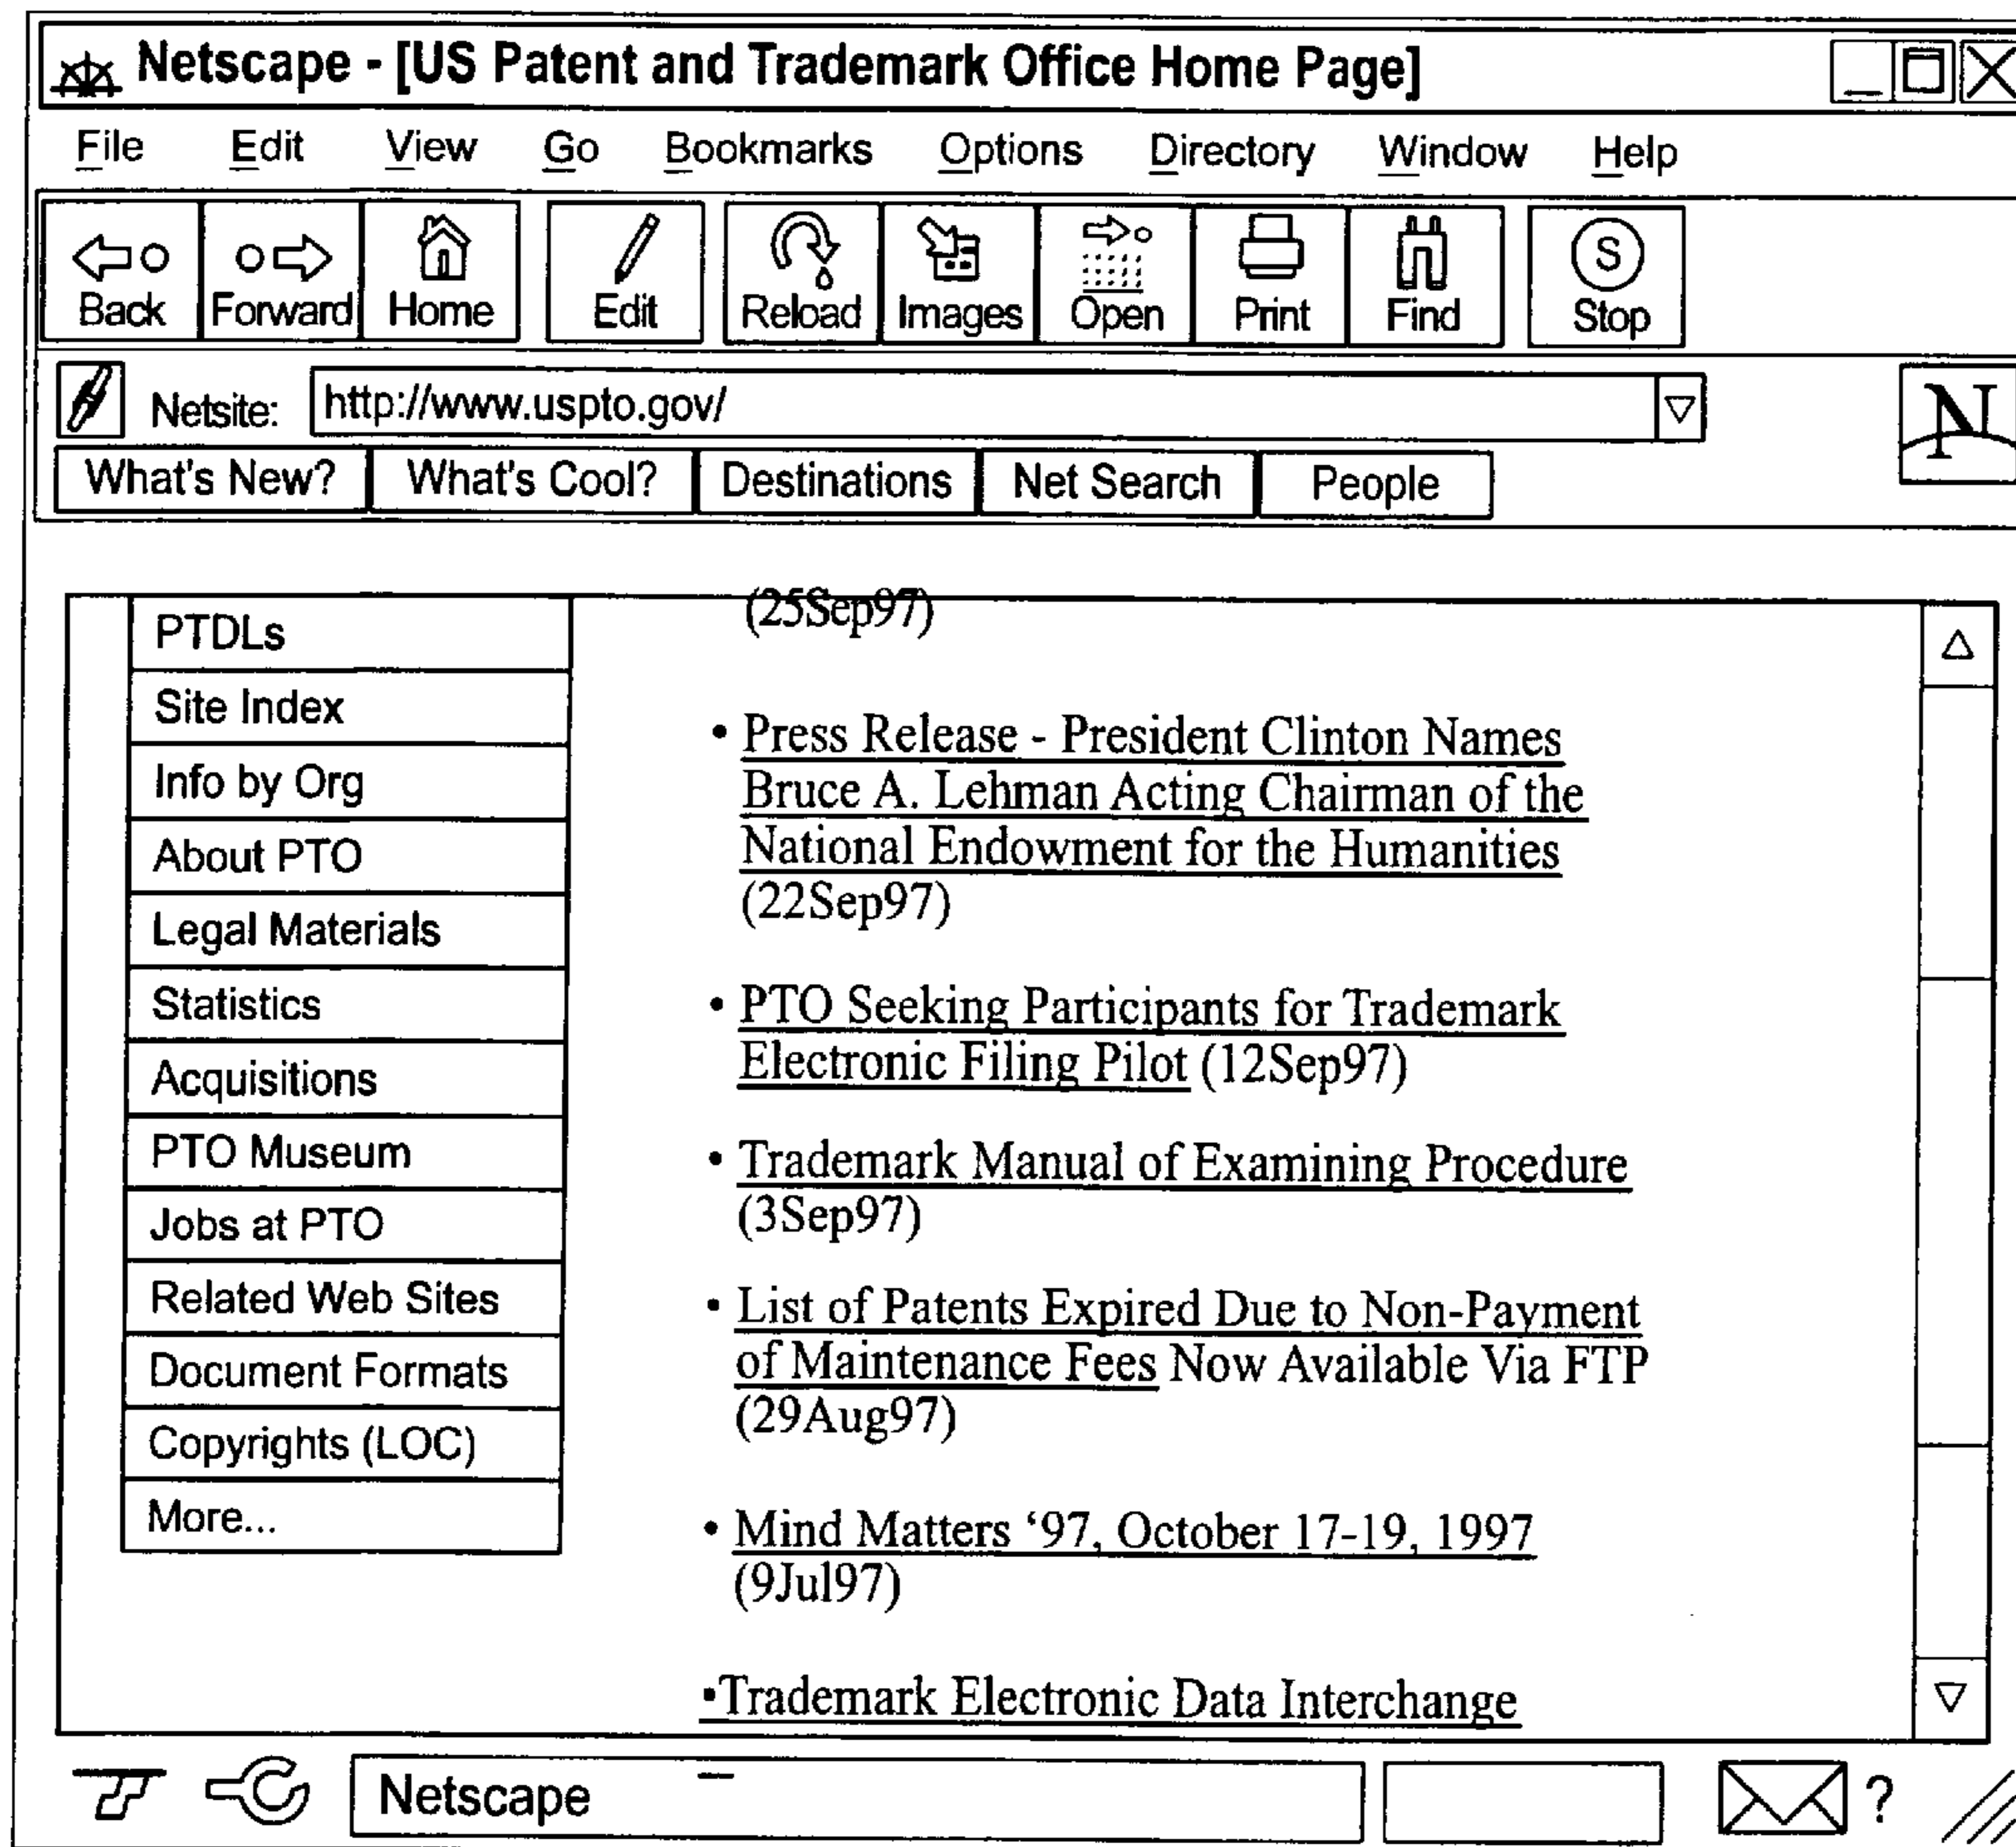 Netscape - [US Patent and Trademark Office Home Page]
File Edit View Go Bookmarks Options Directory Window Help
Back Forward Home Edit Reload Images Open Print Find S Stop
Netsite: http://www.uspto.gov/
N
What's New? What's Cool? Destinations Net Search People
PTDLs
Site Index
Info by Org
About PTO
Legal Materials
Statistics
Acquisitions
PTO Museum
Jobs at PTO
Related Web Sites
Document Formats
Copyrights (LOC)
More...
(25Sep97)
• Press Release - President Clinton Names
Bruce A. Lehman Acting Chairman of the
National Endowment for the Humanities
(22Sep97)
• PTO Seeking Participants for Trademark
Electronic Filing Pilot (12Sep97)
• Trademark Manual of Examining Procedure
(3Sep97)
• List of Patents Expired Due to Non-Payment
of Maintenance Fees Now Available Via FTP
(29Aug97)
• Mind Matters ‘97, October 17-19, 1997
(9Jul97)
•Trademark Electronic Data Interchange
Netscape
?